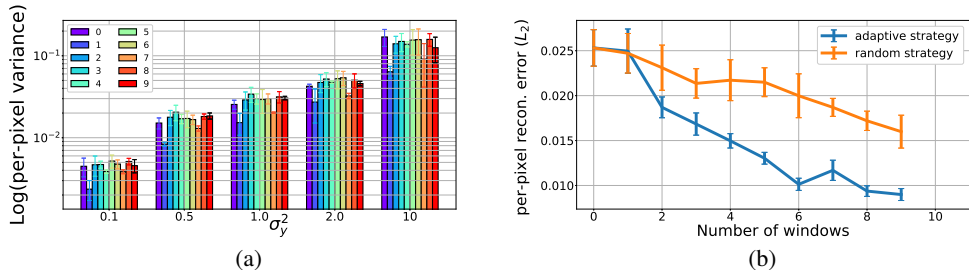 (a)
Log(per-pixel variance)
10⁻¹
10⁻²
0 5
1 6
2 7
3 8
4 9
0.1 0.5 1.0 2.0 10
σ²_y
(a)
(b)
per-pixel recon. error (L₂)
0.025
0.020
0.015
0.010
adaptive strategy
random strategy
0 2 4 6 8 10
Number of windows
(b)